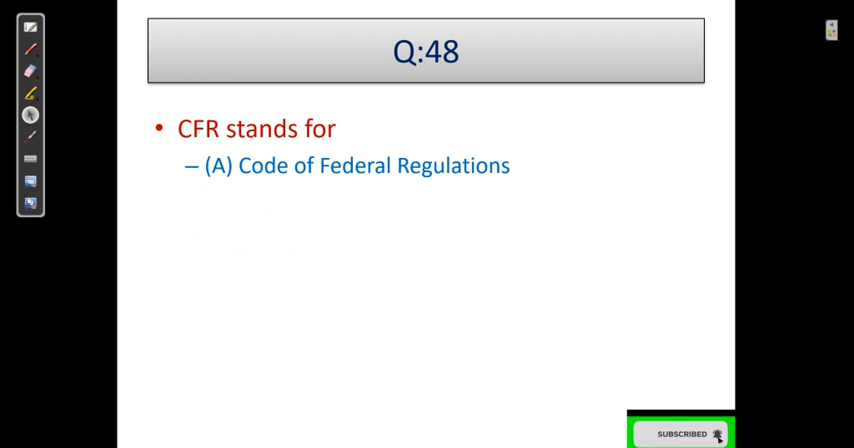 Q:48
• CFR stands for
– (A) Code of Federal Regulations
SUBSCRIBED